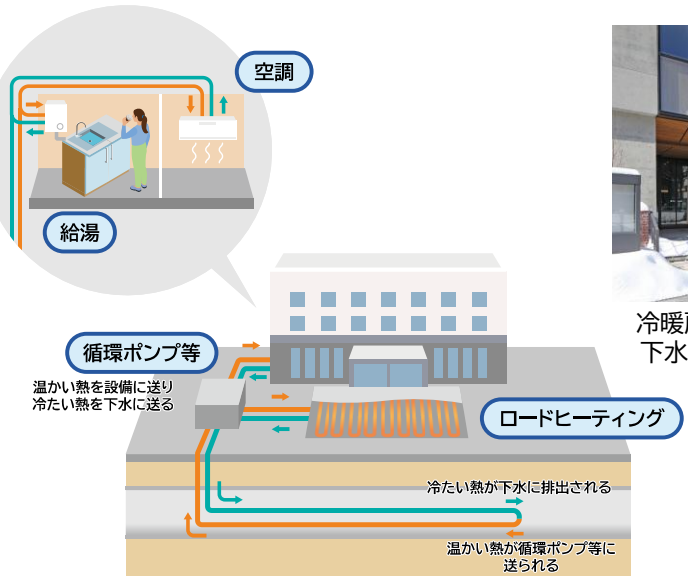 空調
給湯
循環ポンプ等
温かい熱を設備に送り
冷たい熱を下水に送る
ロードヒーティング
冷たい熱が下水に排出される
温かい熱が循環ポンプ等に
送られる
冷暖
下水